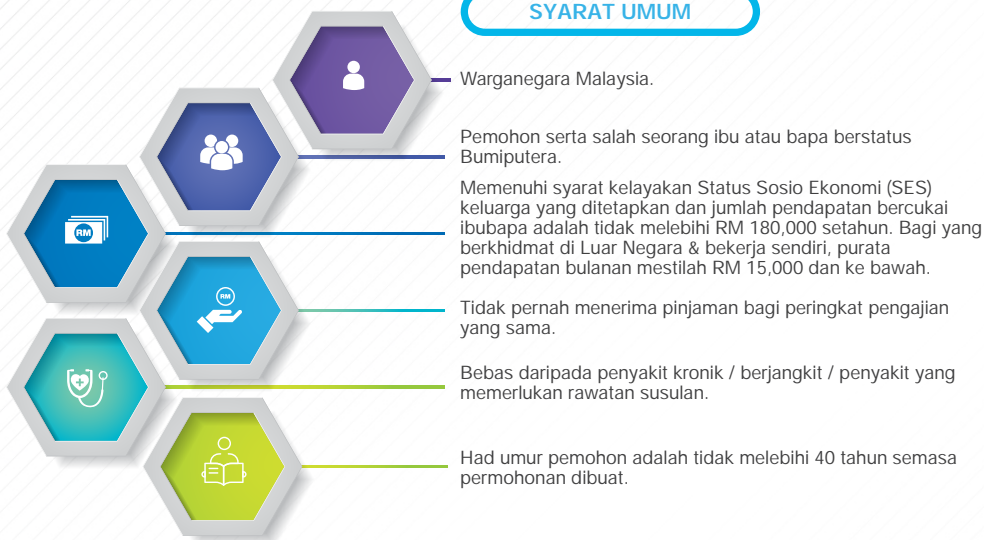 SYARAT UMUM
Warganegara Malaysia.
Pemohon serta salah seorang ibu atau bapa berstatus
Bumiputera.
RM
Memenuhi syarat kelayakan Status Sosio Ekonomi (SES)
keluarga yang ditetapkan dan jumlah pendapatan bercukai
ibubapa adalah tidak melebihi RM 180,000 setahun. Bagi yang
berkhidmat di Luar Negara & bekerja sendiri, purata
pendapatan bulanan mestilah RM 15,000 dan ke bawah.
RM
Tidak pernah menerima pinjaman bagi peringkat pengajian
yang sama.
Bebas daripada penyakit kronik / berjangkit / penyakit yang
memerlukan rawatan susulan.
Had umur pemohon adalah tidak melebihi 40 tahun semasa
permohonan dibuat.